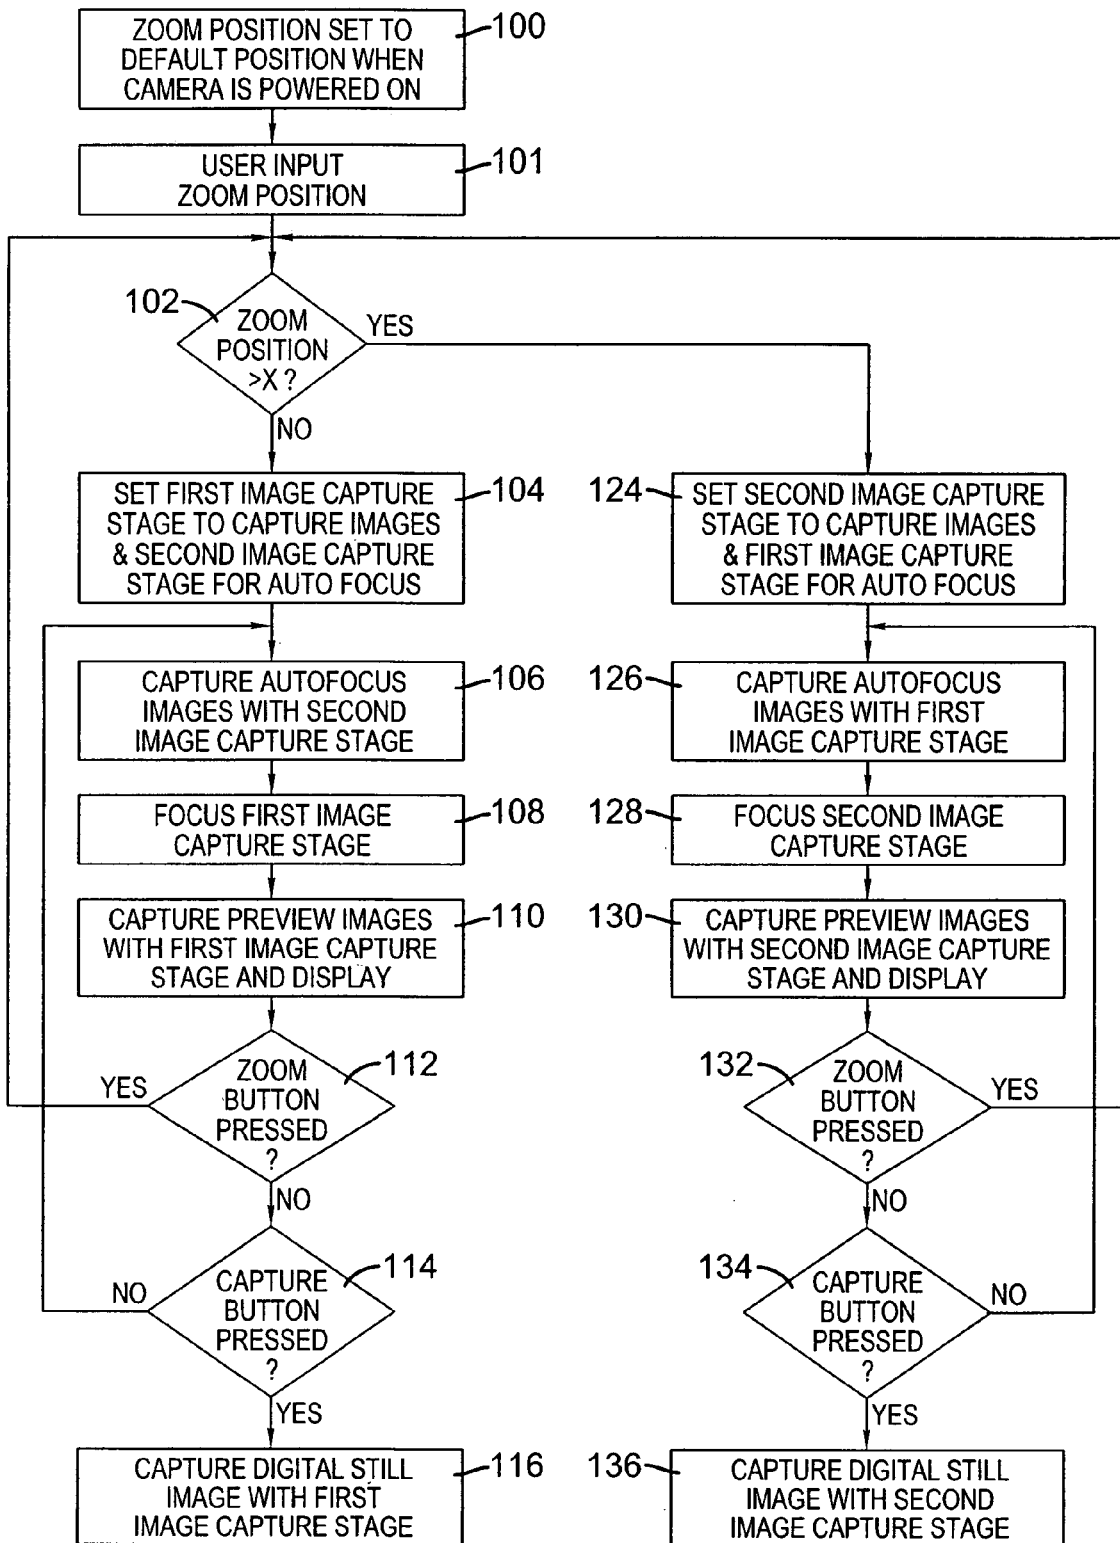 ZOOM POSITION SET TO
DEFAULT POSITION WHEN
CAMERA IS POWERED ON
100
USER INPUT
ZOOM POSITION
101
102
ZOOM
POSITION
>X ?
YES
NO
SET FIRST IMAGE CAPTURE
STAGE TO CAPTURE IMAGES
& SECOND IMAGE CAPTURE
STAGE FOR AUTO FOCUS
104
CAPTURE AUTOFOCUS
IMAGES WITH SECOND
IMAGE CAPTURE STAGE
106
FOCUS FIRST IMAGE
CAPTURE STAGE
108
CAPTURE PREVIEW IMAGES
WITH FIRST IMAGE CAPTURE
STAGE AND DISPLAY
110
ZOOM
BUTTON
PRESSED
?
112
YES
NO
CAPTURE
BUTTON
PRESSED
?
114
NO
YES
CAPTURE DIGITAL STILL
IMAGE WITH FIRST
IMAGE CAPTURE STAGE
116
124
SET SECOND IMAGE CAPTURE
STAGE TO CAPTURE IMAGES
& FIRST IMAGE CAPTURE
STAGE FOR AUTO FOCUS
126
CAPTURE AUTOFOCUS
IMAGES WITH FIRST
IMAGE CAPTURE STAGE
128
FOCUS SECOND IMAGE
CAPTURE STAGE
130
CAPTURE PREVIEW IMAGES
WITH SECOND IMAGE CAPTURE
STAGE AND DISPLAY
132
ZOOM
BUTTON
PRESSED
?
YES
NO
134
CAPTURE
BUTTON
PRESSED
?
NO
YES
136
CAPTURE DIGITAL STILL
IMAGE WITH SECOND
IMAGE CAPTURE STAGE